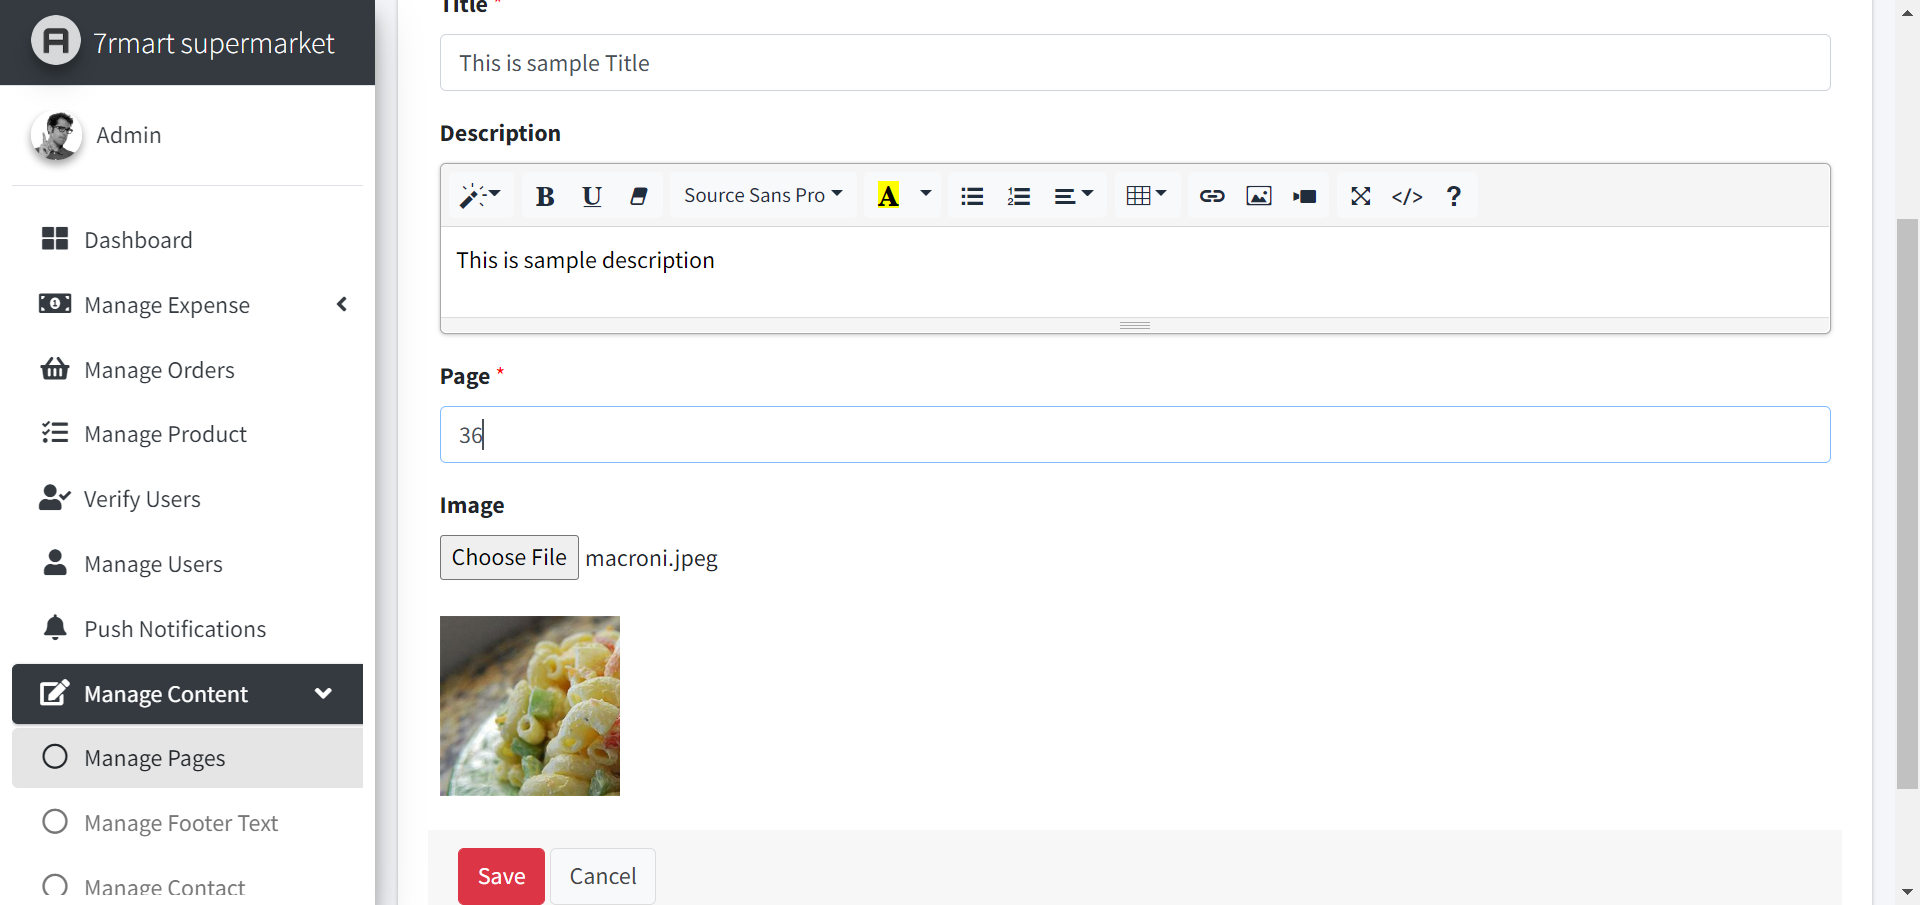 7rmart supermarket
Admin
Dashboard
Manage Expense
Manage Orders
Manage Product
Verify Users
Manage Users
Push Notifications
Manage Content
Manage Pages
Manage Footer Text
Manage Contact
Title *
This is sample Title
Description
B U Source Sans Pro A </> ?
This is sample description
Page *
36
Image
Choose File macroni.jpeg
Save Cancel